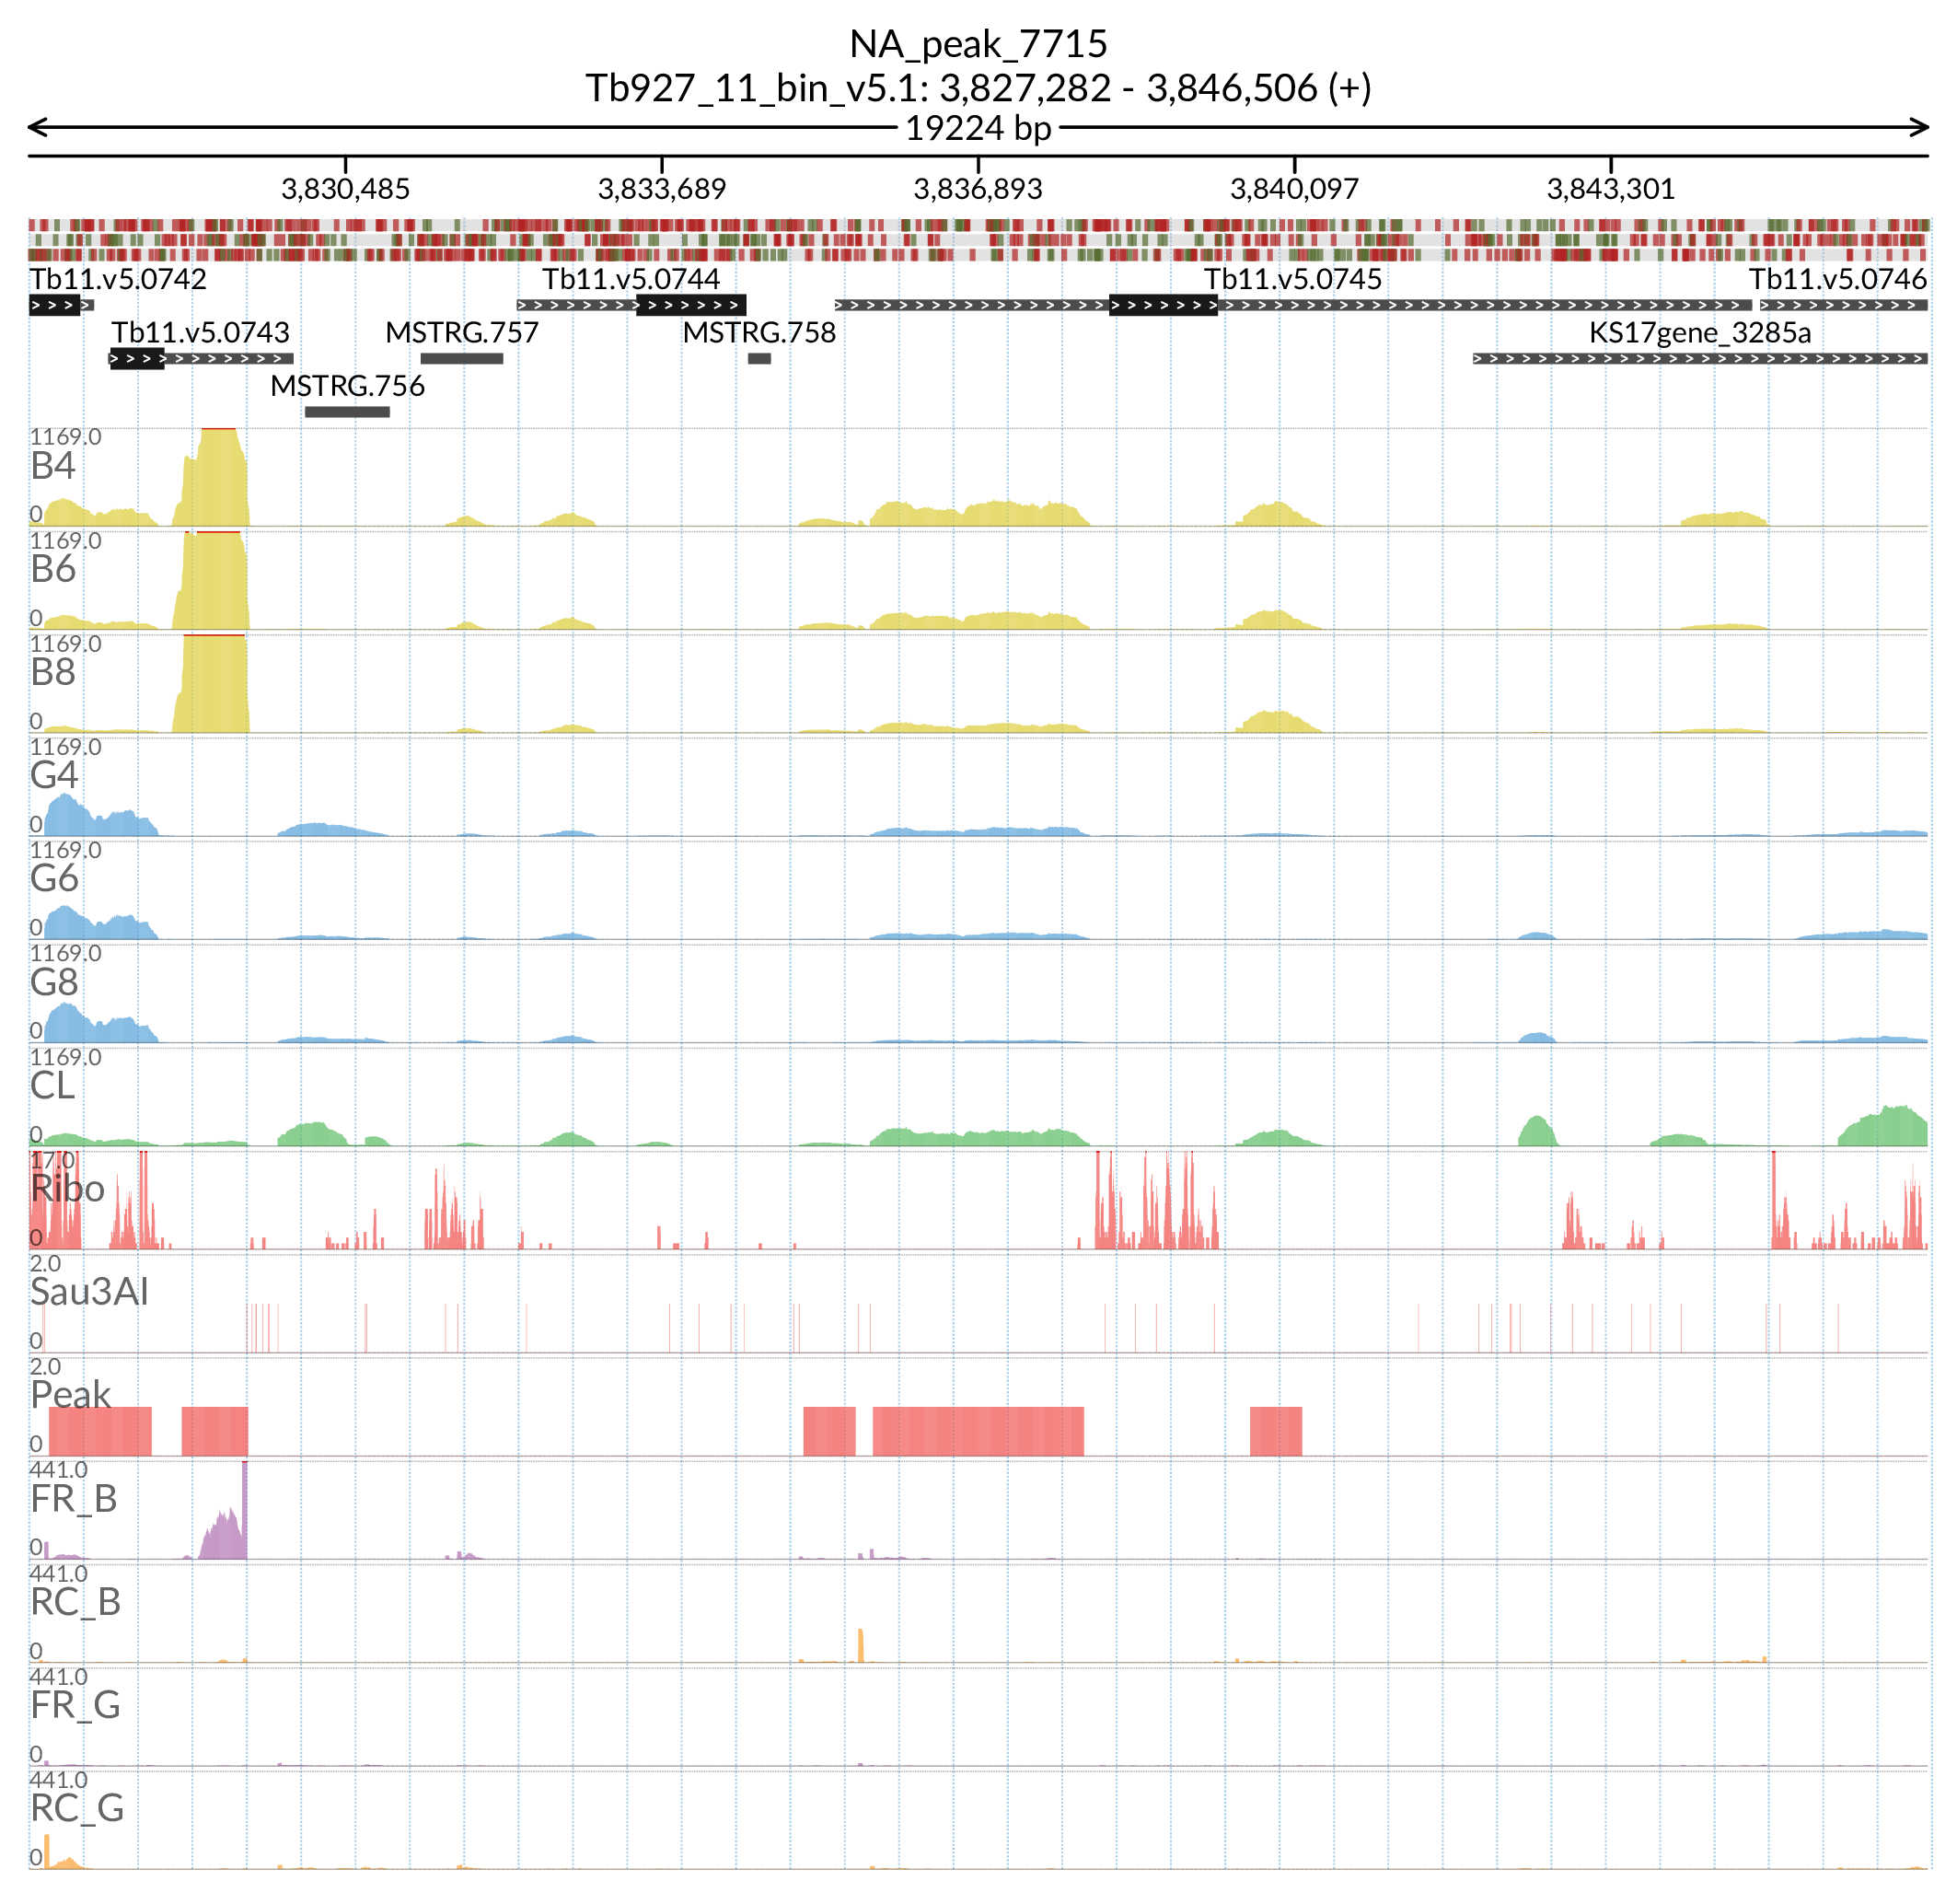 NA_peak_7715
Tb927_11_bin_v5.1: 3,827,282 - 3,846,506 (+)
19224 bp
3,830,485 3,833,689 3,836,893 3,840,097 3,843,301
Tb11.v5.0742 Tb11.v5.0744 Tb11.v5.0745 Tb11.v5.0746
Tb11.v5.0743 MSTRG.757 MSTRG.758 KS17gene_3285a
MSTRG.756
1169.0
B4
0
1169.0
B6
0
1169.0
B8
0
1169.0
G4
0
1169.0
G6
0
1169.0
G8
0
1169.0
CL
0
17.0
Ribo
0
2.0
Sau3AI
0
2.0
Peak
0
441.0
FR_B
0
441.0
RC_B
0
441.0
FR_G
0
441.0
RC_G
0